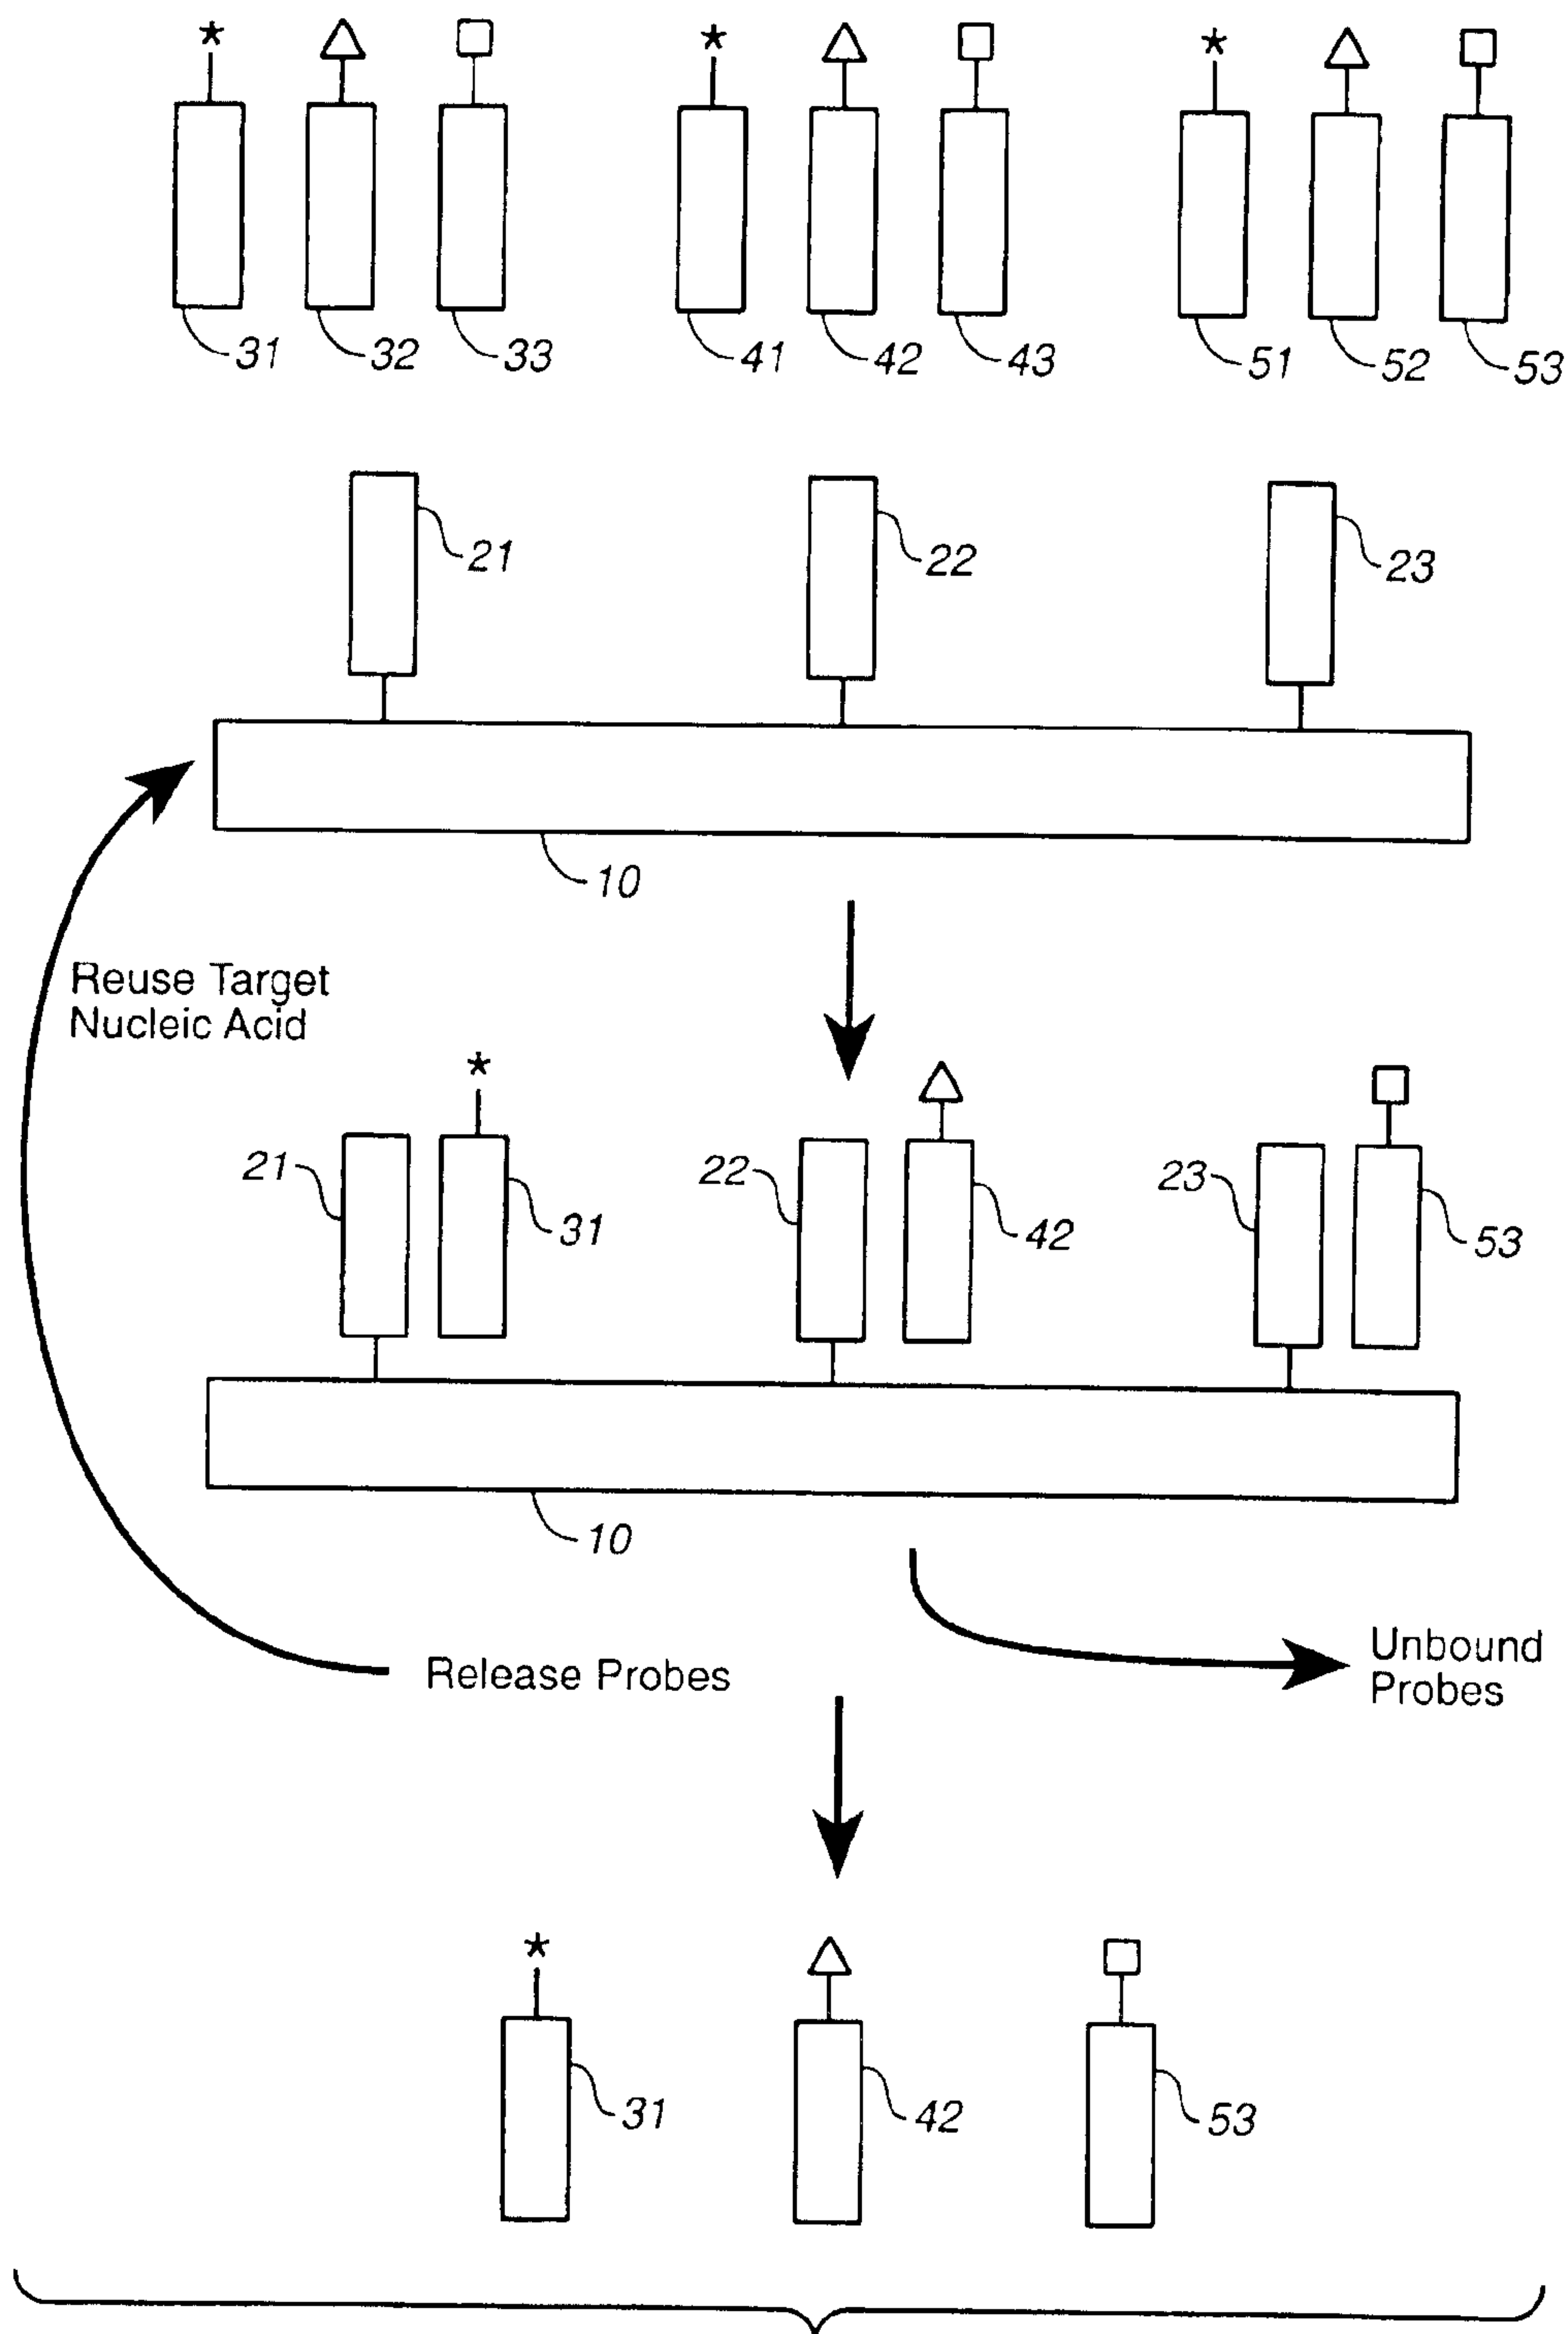 31 32 33 41 42 43 51 52 53
21 22 23
10
Reuse Target
Nucleic Acid
21 31 22 42 23 53
10
Release Probes
Unbound
Probes
31 42 53